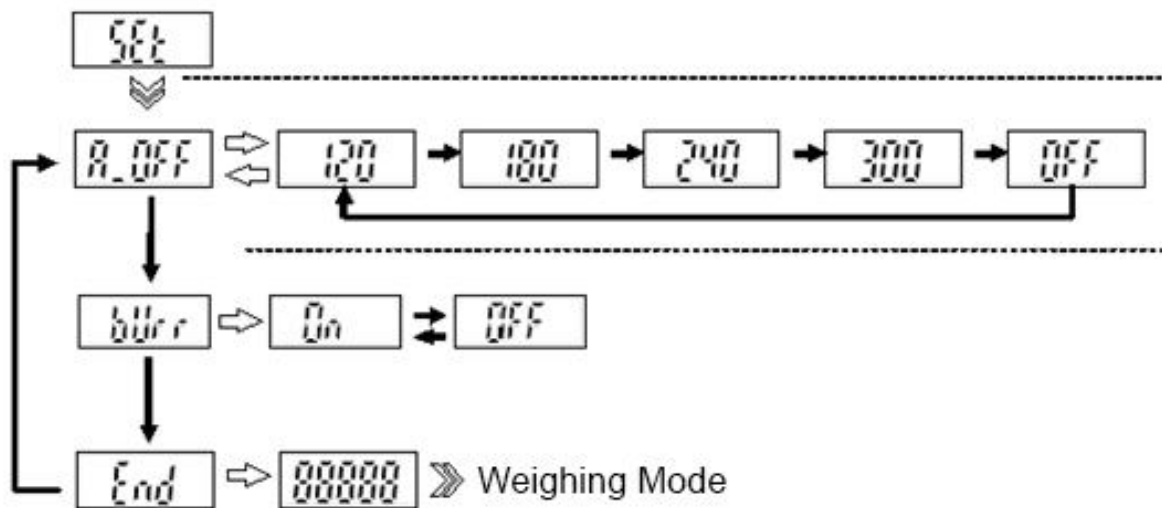 SEt
A_OFF 120 180 240 300 OFF
bUrr On OFF
End 88888 Weighing Mode